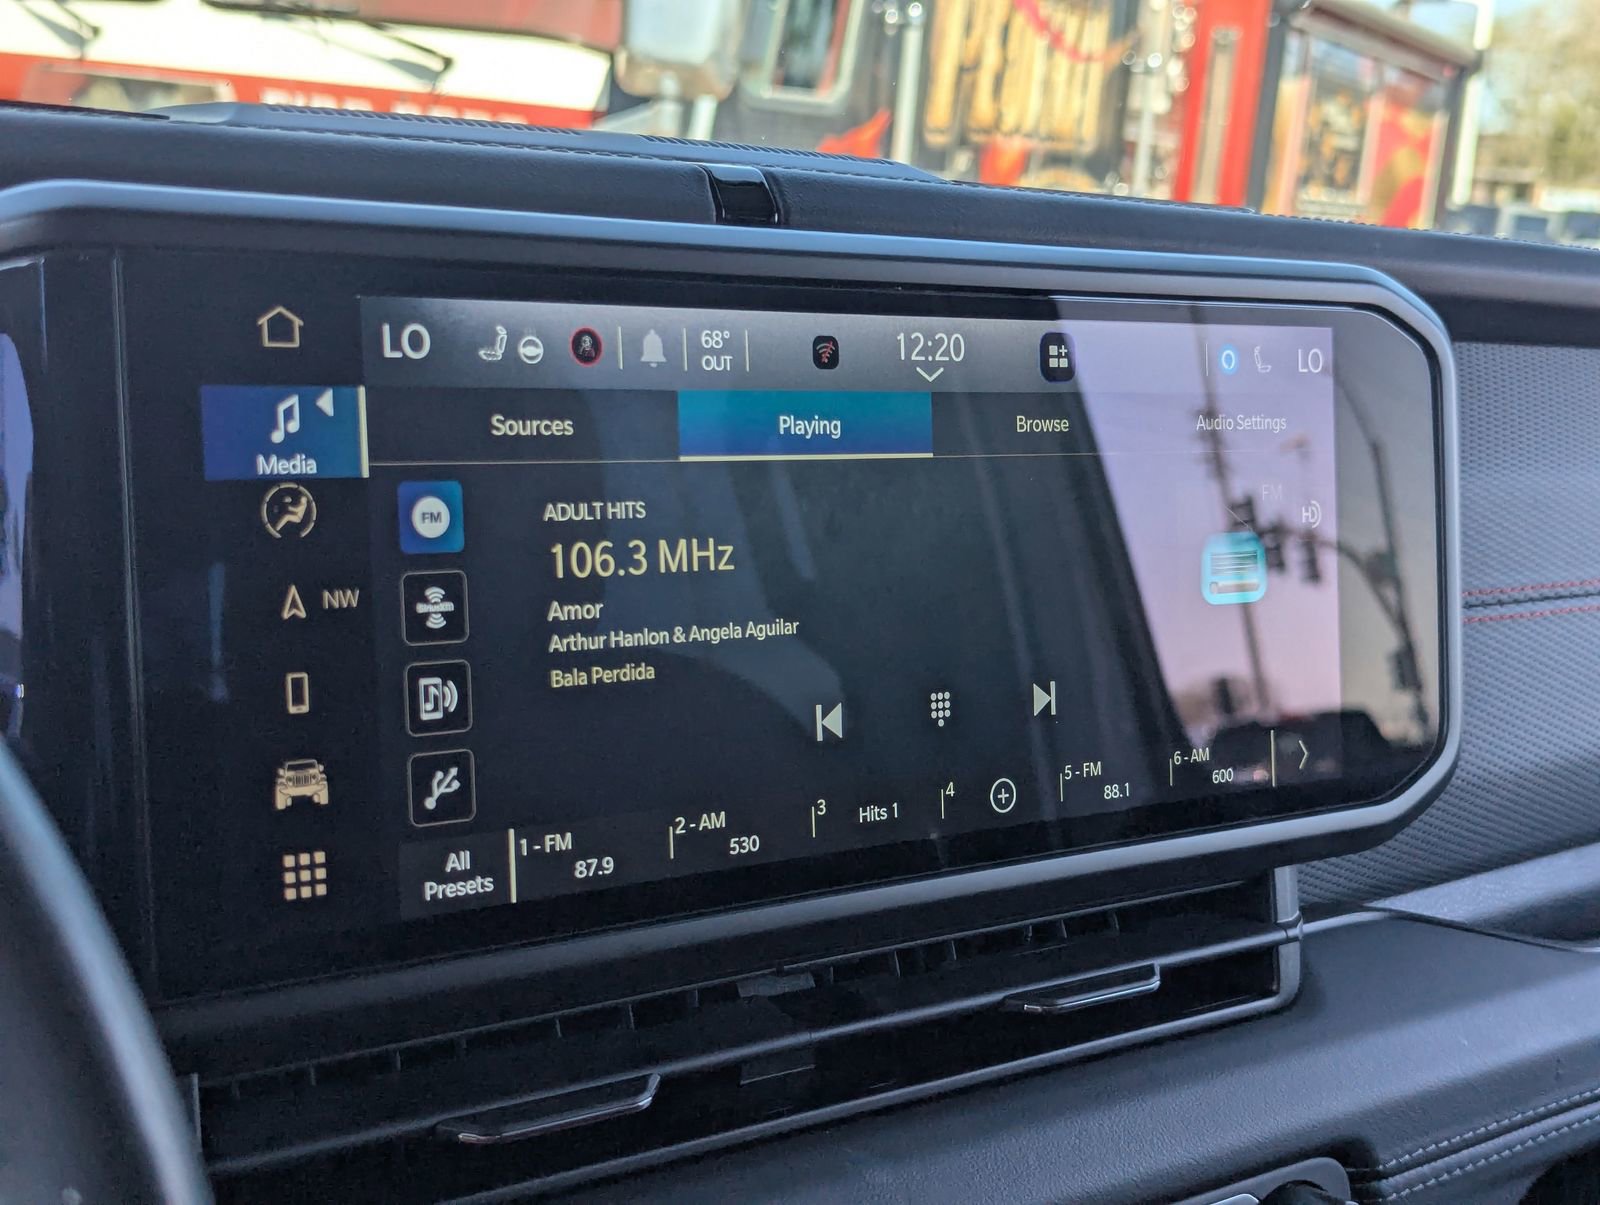 LO
68°
OUT
12:20
LO
Media
Sources
Playing
Browse
Audio Settings
FM
ADULT HITS
106.3 MHz
FM
HD
SiriusXM
NW
Amor
Arthur Hanlon & Angela Aguilar
Bala Perdida
All
Presets
1 - FM
87.9
2 - AM
530
3
Hits 1
4
5 - FM
88.1
6 - AM
600